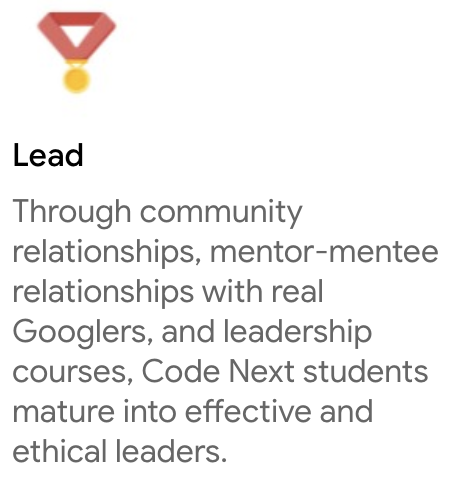 Lead
Through community
relationships, mentor-mentee
relationships with real
Googlers, and leadership
courses, Code Next students
mature into effective and
ethical leaders.